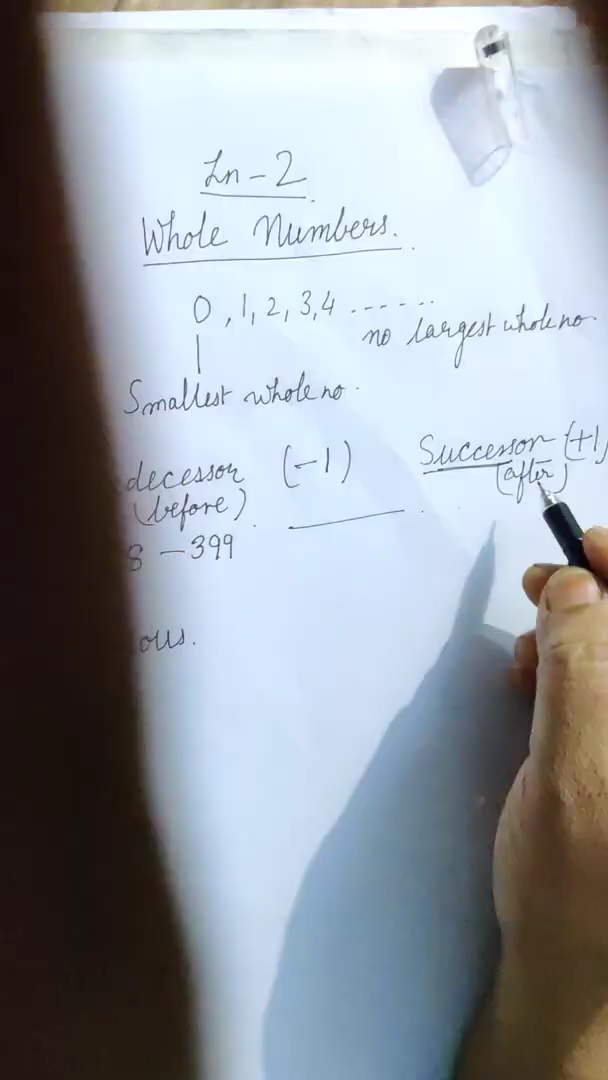 Ln - 2
Whole Numbers.
0, 1, 2, 3, 4 .......
no largest whole no.
Smallest whole no.
decessor (-1) Successor (+1)
(before) (after)
8 - 399
ous.